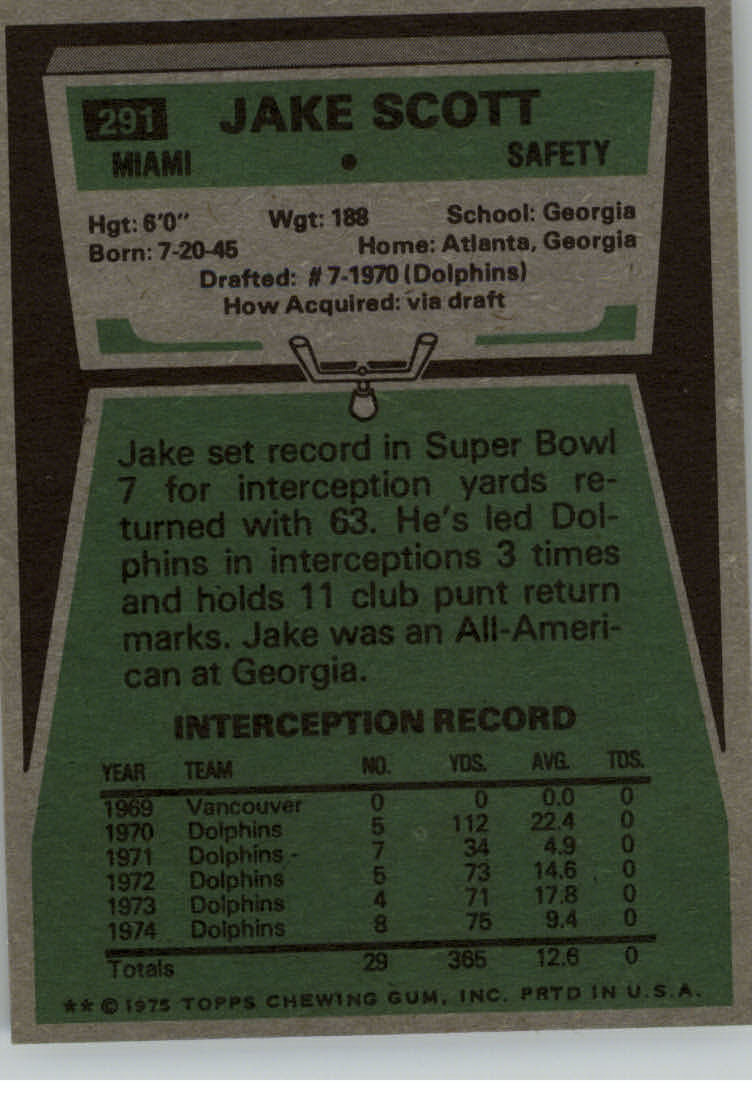 291 JAKE SCOTT
MIAMI • SAFETY
Hgt: 6'0" Wgt: 188 School: Georgia
Born: 7-20-45 Home: Atlanta, Georgia
Drafted: #7-1970 (Dolphins)
How Acquired: via draft
Jake set record in Super Bowl
7 for interception yards re-
turned with 63. He's led Dol-
phins in interceptions 3 times
and holds 11 club punt return
marks. Jake was an All-Ameri-
can at Georgia.
INTERCEPTION RECORD
YEAR TEAM NO. YDS. AVG. TDS.
1969 Vancouver 0 0 0.0 0
1970 Dolphins 5 112 22.4 0
1971 Dolphins 7 34 4.9 0
1972 Dolphins 5 73 14.6 0
1973 Dolphins 4 71 17.8 0
1974 Dolphins 8 75 9.4 0
Totals 29 365 12.6 0
** © 1975 TOPPS CHEWING GUM, INC. PRTD IN U.S.A.